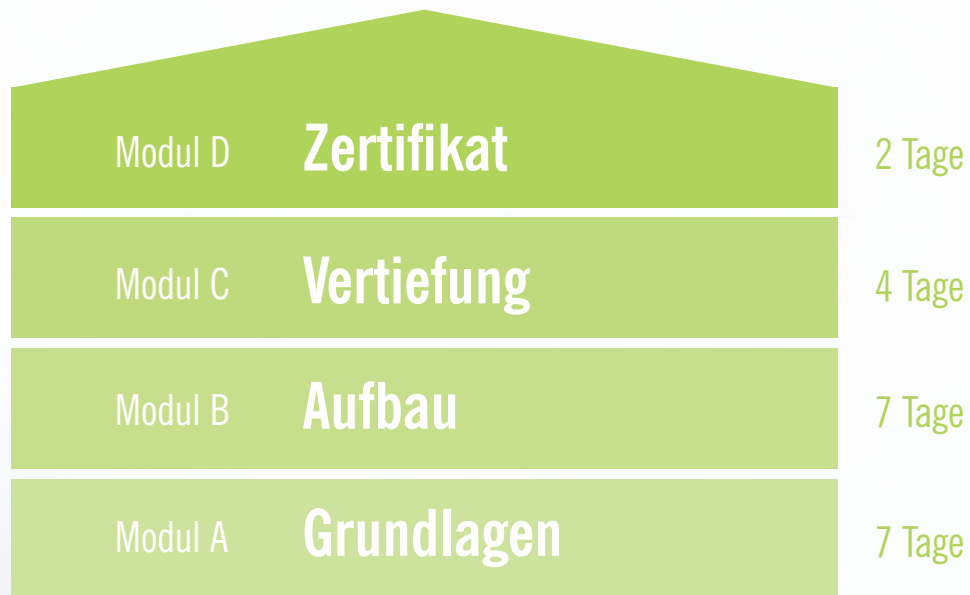 Modul D Zertifikat 2 Tage
Modul C Vertiefung 4 Tage
Modul B Aufbau 7 Tage
Modul A Grundlagen 7 Tage